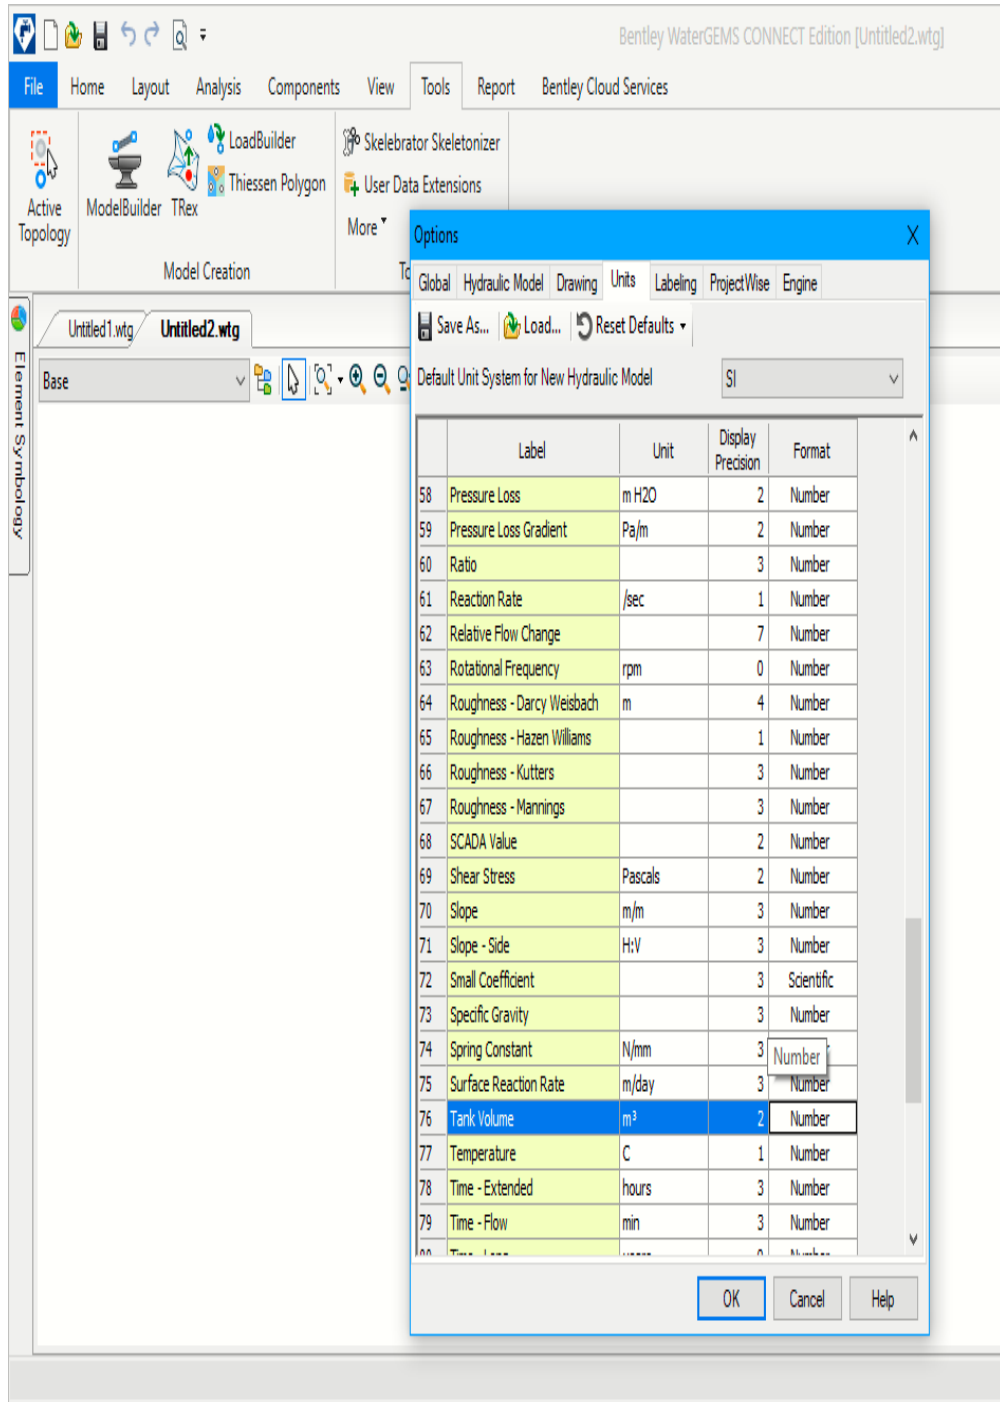 Bentley WaterGEMS CONNECT Edition [Untitled2.wtg]
File Home Layout Analysis Components View Tools Report Bentley Cloud Services
LoadBuilder
Thiessen Polygon
Active Topology
ModelBuilder
TRex
Model Creation
Skelebrator Skeletonizer
User Data Extensions
More
To
Element Symbology
Untitled1.wtg Untitled2.wtg
Base
Options X
Global Hydraulic Model Drawing Units Labeling ProjectWise Engine
Save As... Load... Reset Defaults
Default Unit System for New Hydraulic Model SI
Label Unit Display Precision Format
58 Pressure Loss m H2O 2 Number
59 Pressure Loss Gradient Pa/m 2 Number
60 Ratio 3 Number
61 Reaction Rate /sec 1 Number
62 Relative Flow Change 7 Number
63 Rotational Frequency rpm 0 Number
64 Roughness - Darcy Weisbach m 4 Number
65 Roughness - Hazen Williams 1 Number
66 Roughness - Kutters 3 Number
67 Roughness - Mannings 3 Number
68 SCADA Value 2 Number
69 Shear Stress Pascals 2 Number
70 Slope m/m 3 Number
71 Slope - Side H:V 3 Number
72 Small Coefficient 3 Scientific
73 Specific Gravity 3 Number
74 Spring Constant N/mm 3 Number
75 Surface Reaction Rate m/day 3 Number
76 Tank Volume m³ 2 Number
77 Temperature C 1 Number
78 Time - Extended hours 3 Number
79 Time - Flow min 3 Number
OK Cancel Help